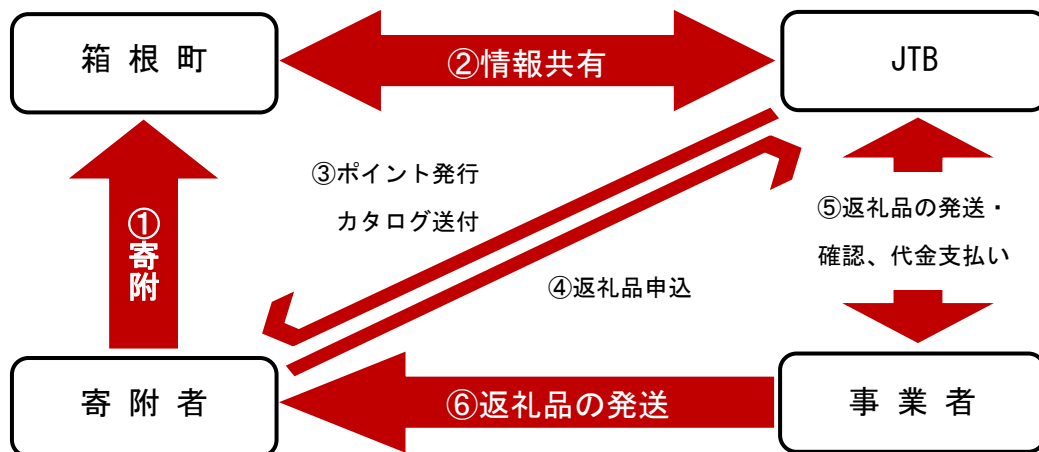 箱根町
②情報共有
JTB
③ポイント発行
カタログ送付
①寄附
⑤返礼品の発送・
確認、代金支払い
④返礼品申込
寄附者
⑥返礼品の発送
事業者